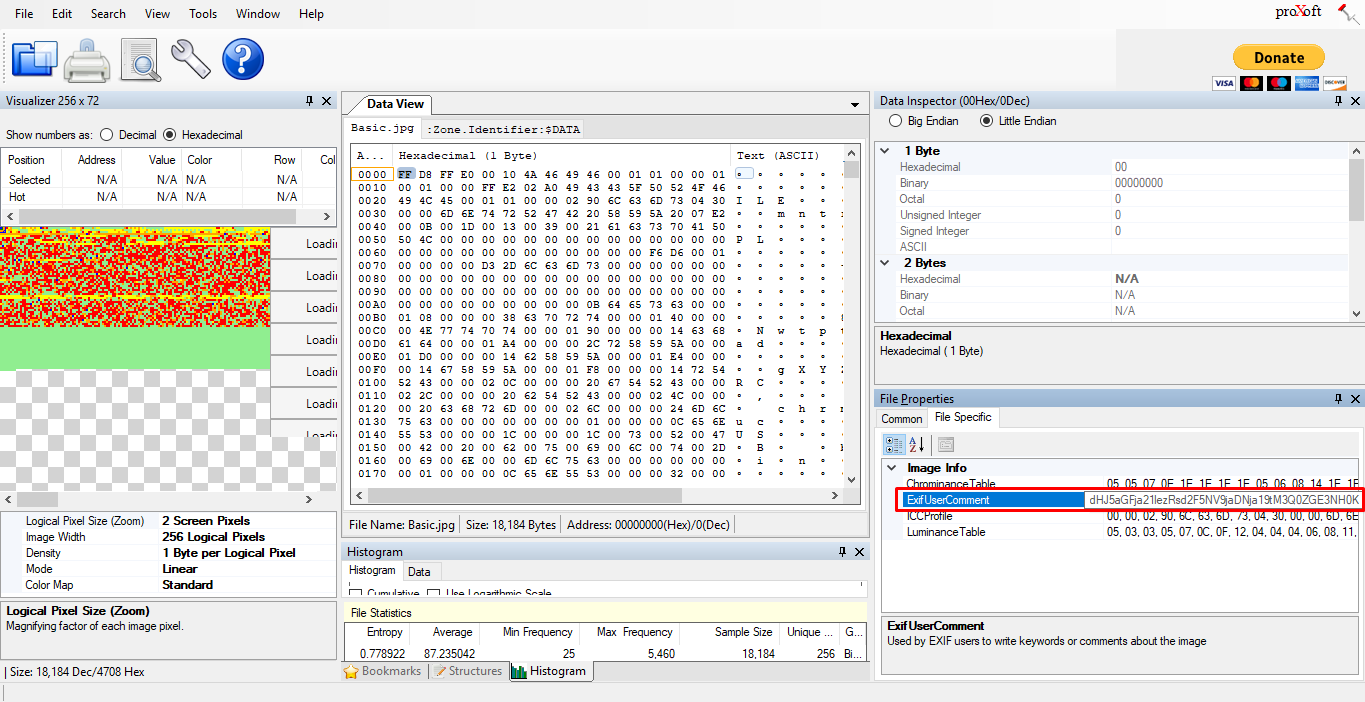 File Edit Search View Tools Window Help
proXoft
Donate
VISA
DISCOVER
Visualizer 256 x 72
Show numbers as: Decimal Hexadecimal
Position Address Value Color Row Col
Selected N/A N/A N/A N/A
Hot N/A N/A N/A N/A
Loadin
Loadin
Loadin
Loadin
Loadin
Loadin
Loadin
Logical Pixel Size (Zoom) 2 Screen Pixels
Image Width 256 Logical Pixels
Density 1 Byte per Logical Pixel
Mode Linear
Color Map Standard
Logical Pixel Size (Zoom)
Magnifying factor of each image pixel.
Size: 18,184 Dec/4708 Hex
Data View
Basic.jpg :Zone.Identifier:$DATA
A... Hexadecimal (1 Byte) Text (ASCII)
0000 FF D8 FF E0 00 10 4A 46 49 46 00 01 01 00 00 01
0010 00 01 00 00 FF E2 02 A0 49 43 43 5F 50 52 4F 46
0020 49 4C 45 00 01 01 00 00 02 90 6C 63 6D 73 04 30 I L E
0030 00 00 6D 6E 74 72 52 47 42 20 58 59 5A 20 07 E2 m n t r
0040 00 0B 00 1D 00 13 00 39 00 21 61 63 73 70 41 50
0050 50 4C 00 00 00 00 00 00 00 00 00 00 00 00 00 00 P L
0060 00 00 00 00 00 00 00 00 00 00 00 00 F6 D6 00 01
0070 00 00 00 00 D3 2D 6C 63 6D 73 00 00 00 00 00 00
0080 00 00 00 00 00 00 00 00 00 00 00 00 00 00 00 00
0090 00 00 00 00 00 00 00 00 00 00 00 00 00 00 00 00
00A0 00 00 00 00 00 00 00 00 00 0B 64 65 73 63 00 00
00B0 01 08 00 00 00 38 63 70 72 74 00 00 01 40 00 00
00C0 00 4E 77 74 70 74 00 00 01 90 00 00 00 14 63 68 N w t p t
00D0 61 64 00 00 01 A4 00 00 00 2C 72 58 59 5A 00 00 a d
00E0 01 D0 00 00 00 14 62 58 59 5A 00 00 01 E4 00 00
00F0 00 14 67 58 59 5A 00 00 01 F8 00 00 00 14 72 54 g X Y Z
0100 52 43 00 00 02 0C 00 00 00 20 67 54 52 43 00 00 R C
0110 02 2C 00 00 00 20 62 54 52 43 00 00 02 4C 00 00 ,
0120 00 20 63 68 72 6D 00 00 02 6C 00 00 00 24 6D 6C c h r m
0130 75 63 00 00 00 00 00 00 00 01 00 00 00 0C 65 6E u c
0140 55 53 00 00 00 1C 00 00 00 1C 00 73 00 52 00 47 U S
0150 00 42 00 20 00 62 00 75 00 69 00 6C 00 74 00 2D B
0160 00 69 00 6E 00 00 6D 6C 75 63 00 00 00 00 00 00 i n
0170 00 01 00 00 00 0C 65 6E 55 53 00 00 00 32 00 00
File Name: Basic.jpg Size: 18,184 Bytes Address: 00000000(Hex)/0(Dec)
Histogram
Histogram Data
Cumulative Use Logarithmic Scale
File Statistics
Entropy Average Min Frequency Max Frequency Sample Size Unique ... G...
0.778922 87.235042 25 5,460 18,184 256 Bi...
Bookmarks Structures Histogram
Data Inspector (00Hex/0Dec)
Big Endian Little Endian
1 Byte
Hexadecimal 00
Binary 00000000
Octal 0
Unsigned Integer 0
Signed Integer 0
ASCII
2 Bytes
Hexadecimal N/A
Binary N/A
Octal N/A
Hexadecimal
Hexadecimal ( 1 Byte)
File Properties
Common File Specific
Image Info
ChrominanceTable 05, 05, 07, 0E, 1E, 1E, 1E, 1E, 05, 06, 08, 14, 1E, 1E
ExifUserComment dHJ5aGFja21lezRsd2F5NV9jaDNja19tM3Q0ZGE3NH0K
ICCProfile 00, 00, 02, 90, 6C, 63, 6D, 73, 04, 30, 00, 00, 6D, 6E
LuminanceTable 05, 03, 03, 05, 07, 0C, 0F, 12, 04, 04, 04, 06, 08, 11,
ExifUserComment
Used by EXIF users to write keywords or comments about the image